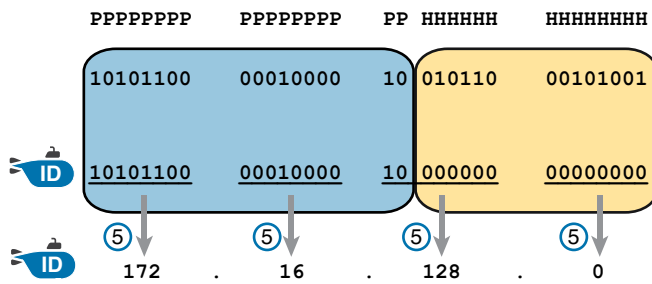 PPPPPPPP PPPPPPPP PP HHHHHH HHHHHHHH
10101100 00010000 10 010110 00101001
ID 10101100 00010000 10 000000 00000000
5 5 5 5
ID 172 . 16 . 128 . 0